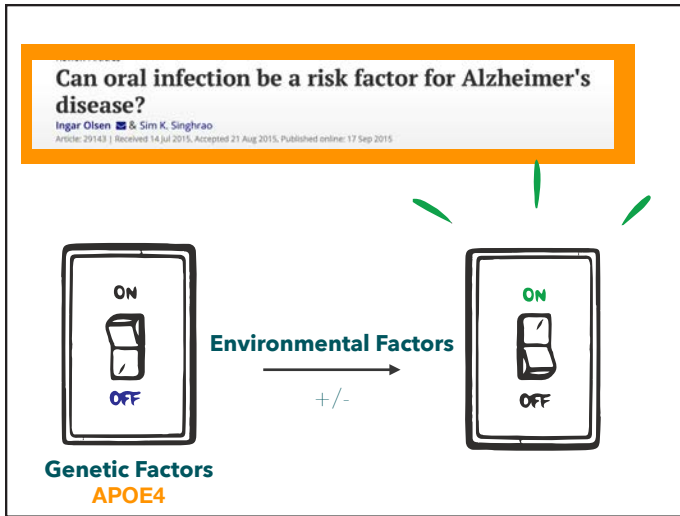 Can oral infection be a risk factor for Alzheimer's
disease?
Ingar Olsen & Sim K. Singhrao
Article: 29143 | Received 14 Jul 2015, Accepted 21 Aug 2015, Published online: 17 Sep 2015
ON
OFF
Environmental Factors
+/-
ON
OFF
Genetic Factors
APOE4